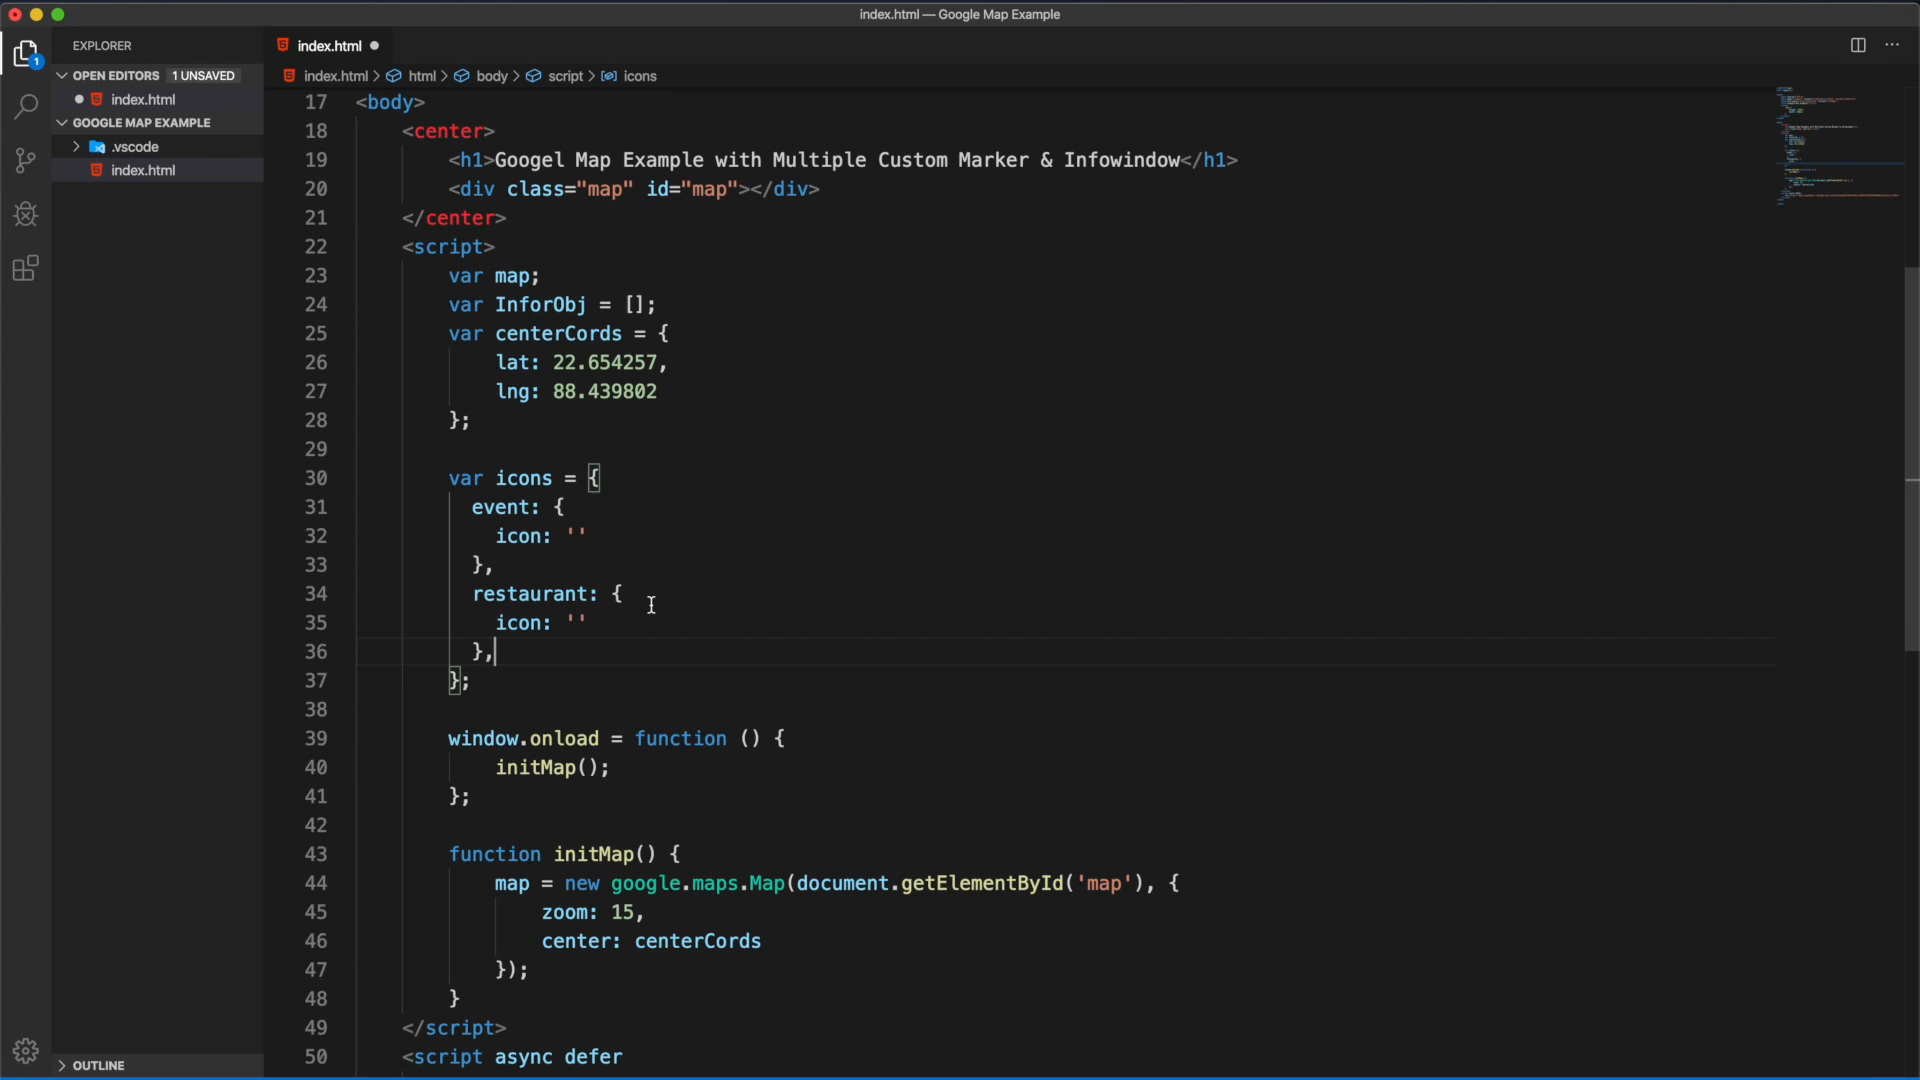 index.html — Google Map Example
EXPLORER
OPEN EDITORS 1 UNSAVED
index.html
GOOGLE MAP EXAMPLE
.vscode
index.html
OUTLINE
1
index.html
index.html > html > body > script > icons
17 <body>
18 <center>
19 <h1>Googel Map Example with Multiple Custom Marker & Infowindow</h1>
20 <div class="map" id="map"></div>
21 </center>
22 <script>
23 var map;
24 var InforObj = [];
25 var centerCords = {
26 lat: 22.654257,
27 lng: 88.439802
28 };
29
30 var icons = {
31 event: {
32 icon: ''
33 },
34 restaurant: {
35 icon: ''
36 },
37 };
38
39 window.onload = function () {
40 initMap();
41 };
42
43 function initMap() {
44 map = new google.maps.Map(document.getElementById('map'), {
45 zoom: 15,
46 center: centerCords
47 });
48 }
49 </script>
50 <script async defer